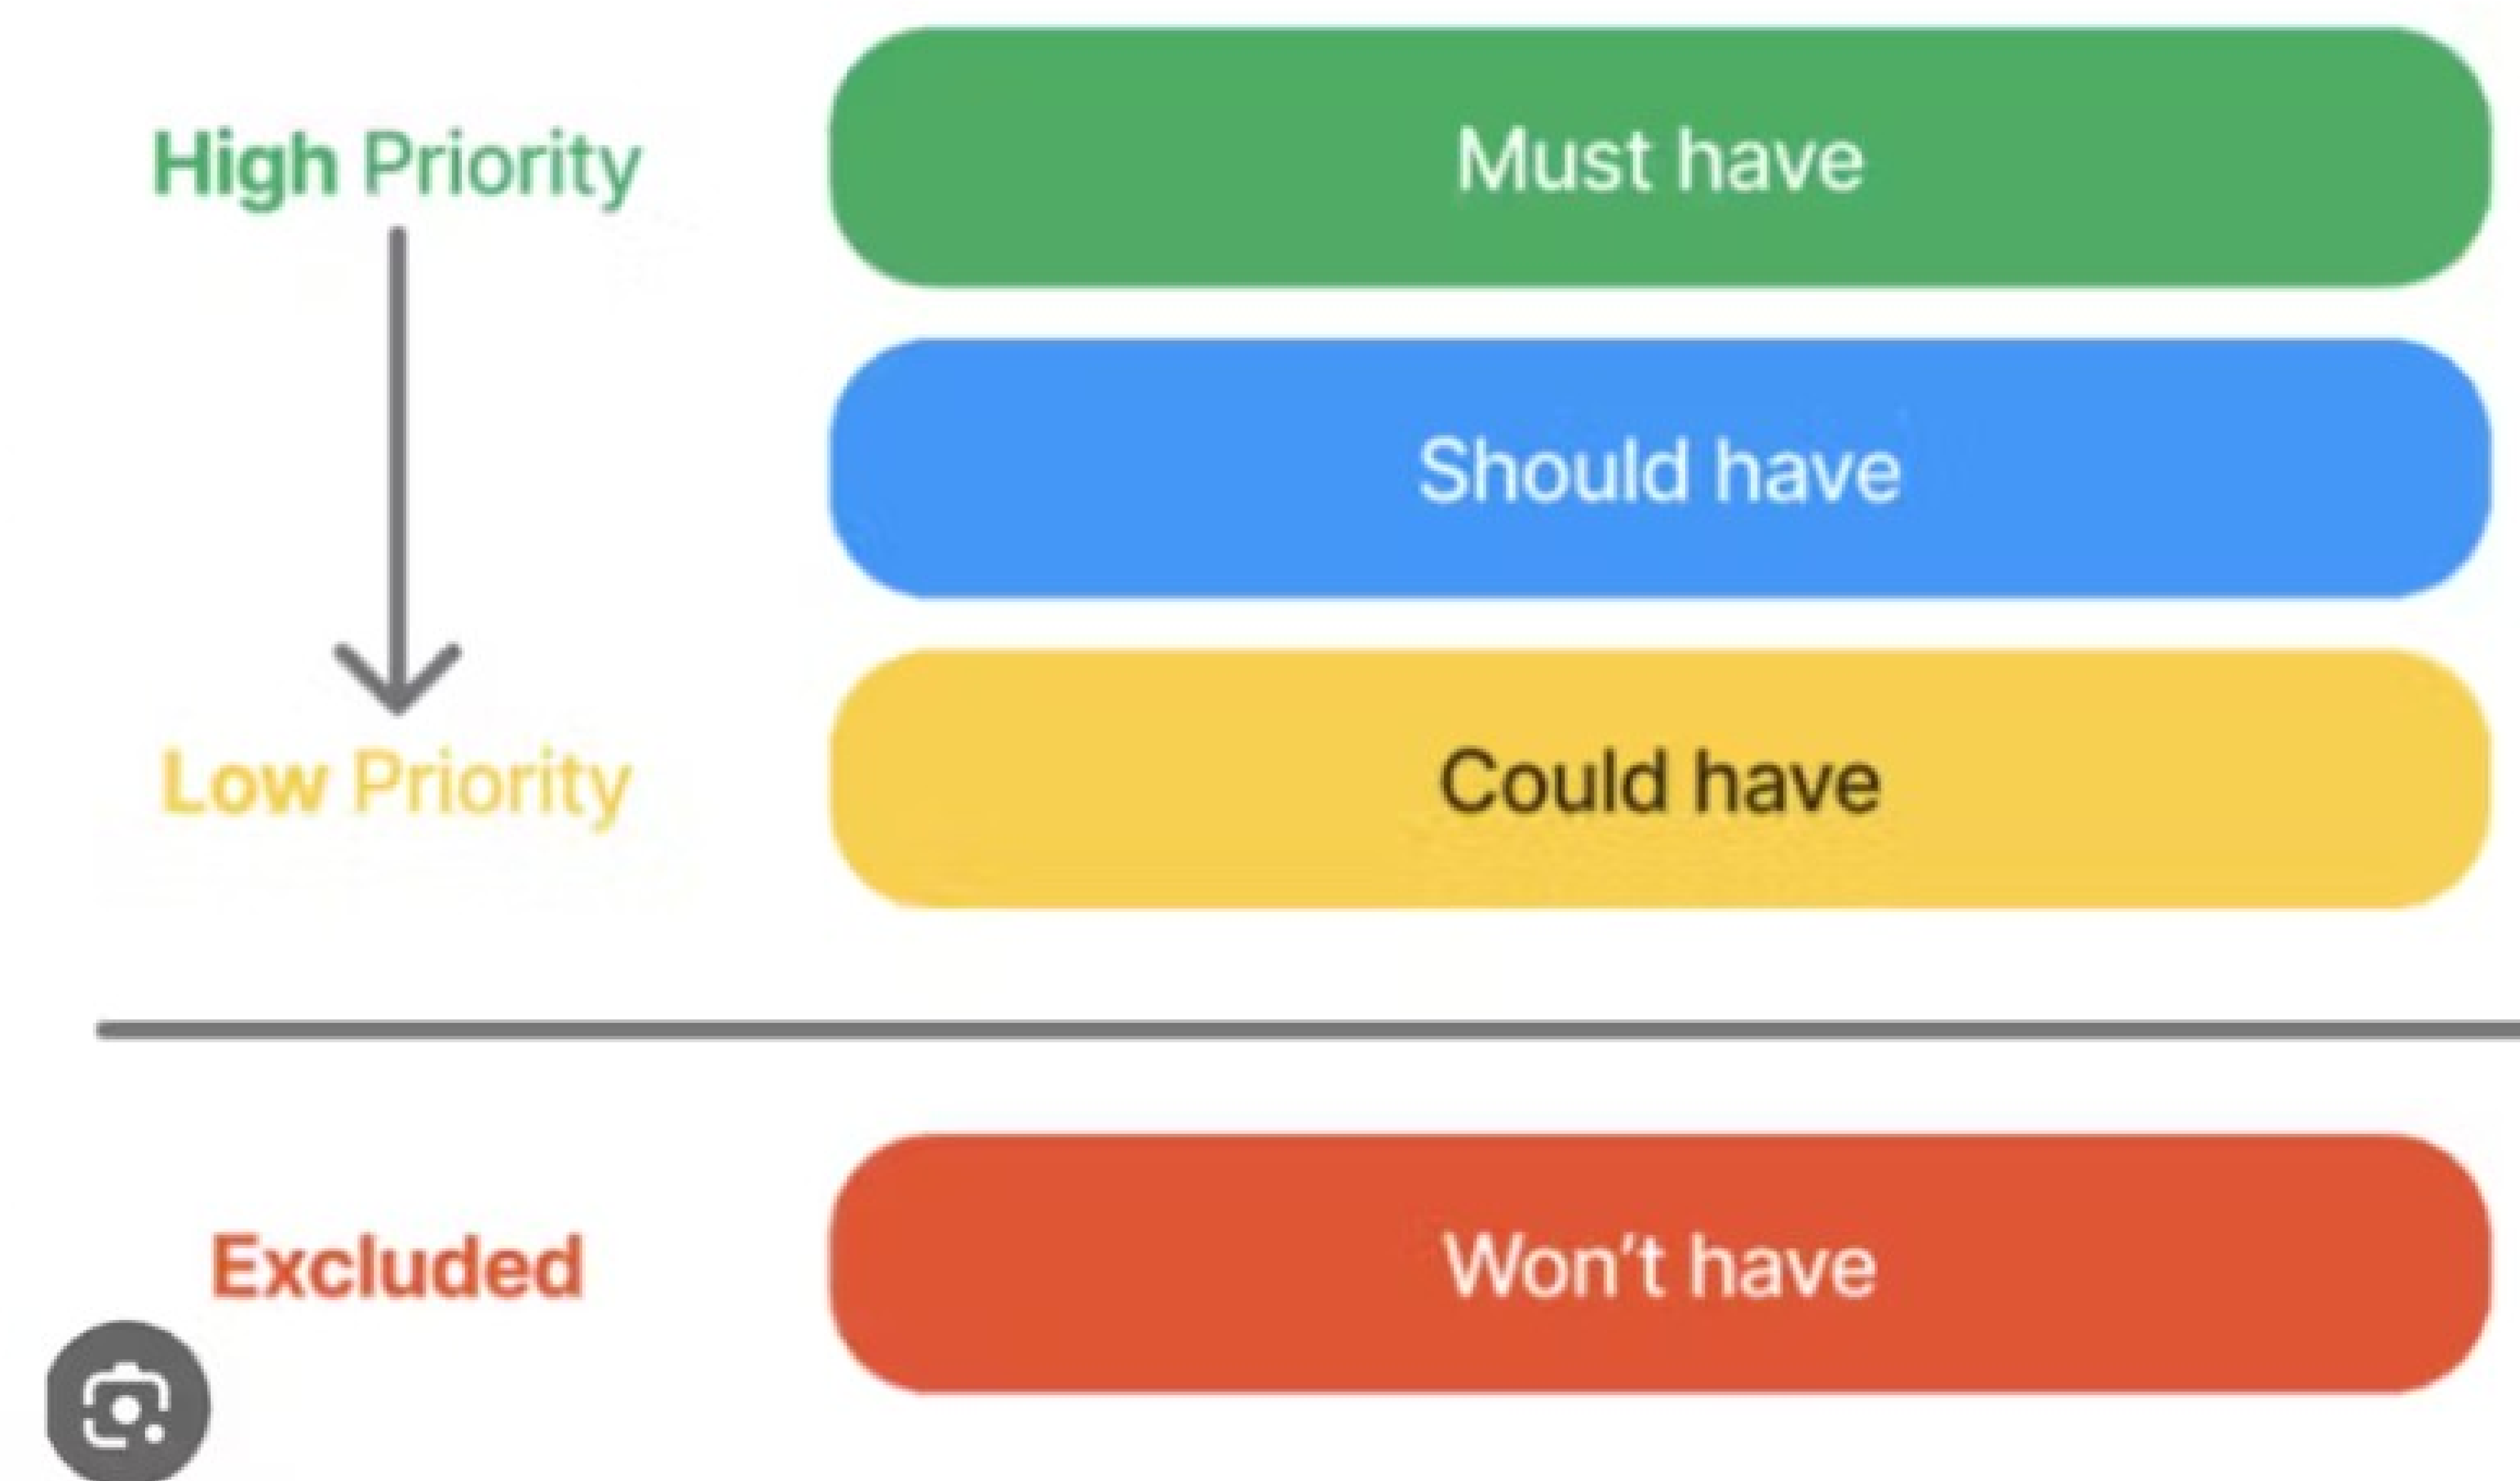 High Priority
Must have
Should have
Low Priority
Could have
Excluded
Won’t have